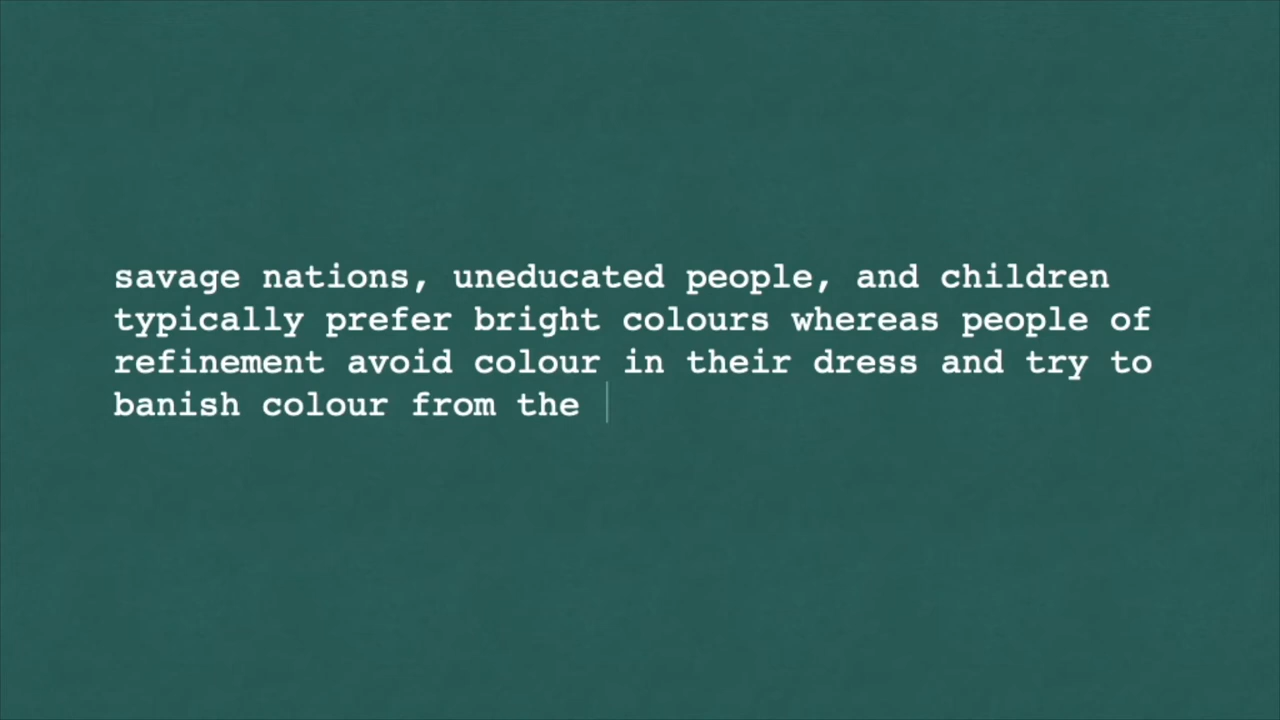 savage nations, uneducated people, and children
typically prefer bright colours whereas people of
refinement avoid colour in their dress and try to
banish colour from the